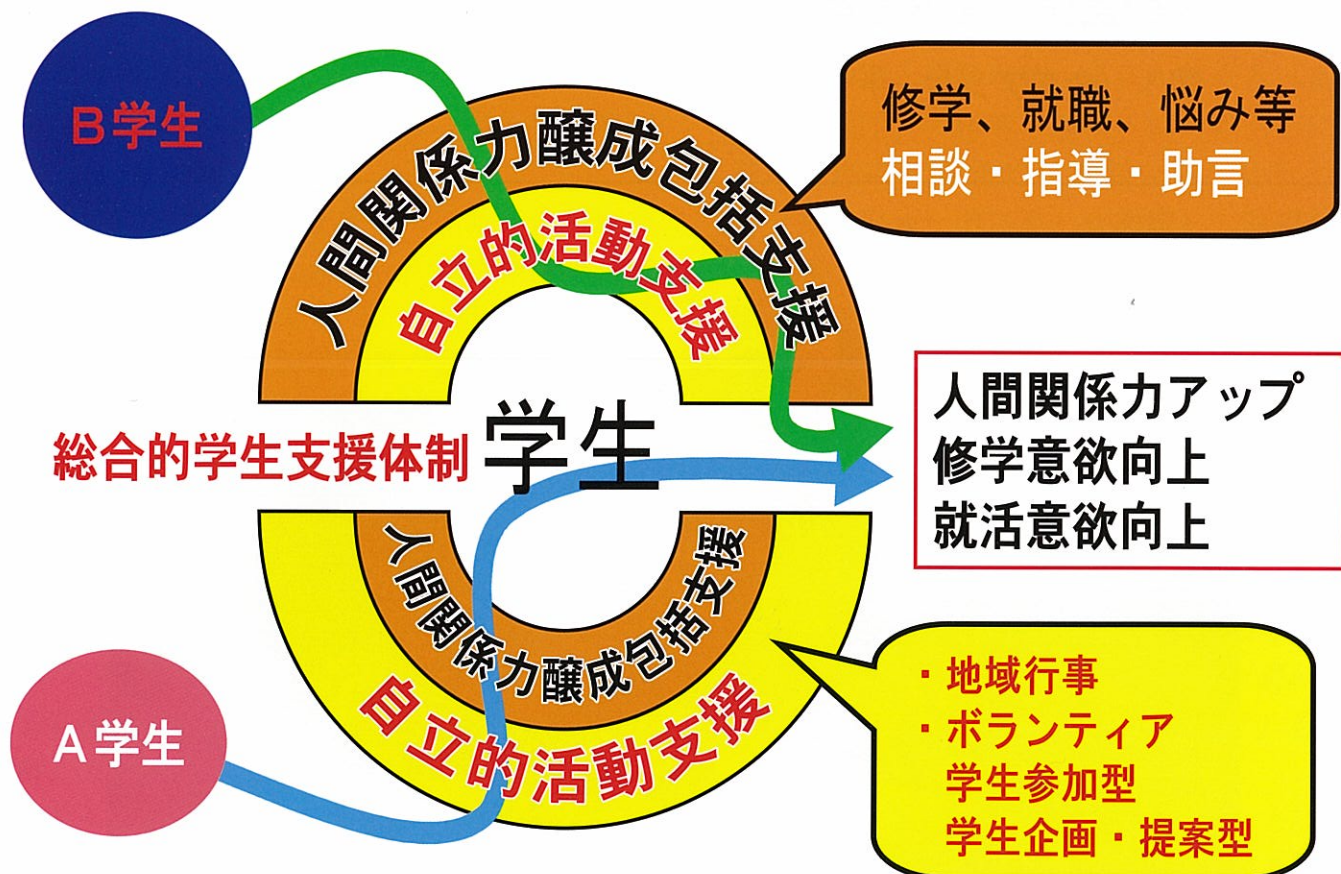 B学生
修学、就職、悩み等
相談・指導・助言
人間関係力醸成包括支援
自立的活動支援
総合的学生支援体制
学生
人間関係力アップ
修学意欲向上
就活意欲向上
人間関係力醸成包括支援
自立的活動支援
A学生
・地域行事
・ボランティア
学生参加型
学生企画・提案型